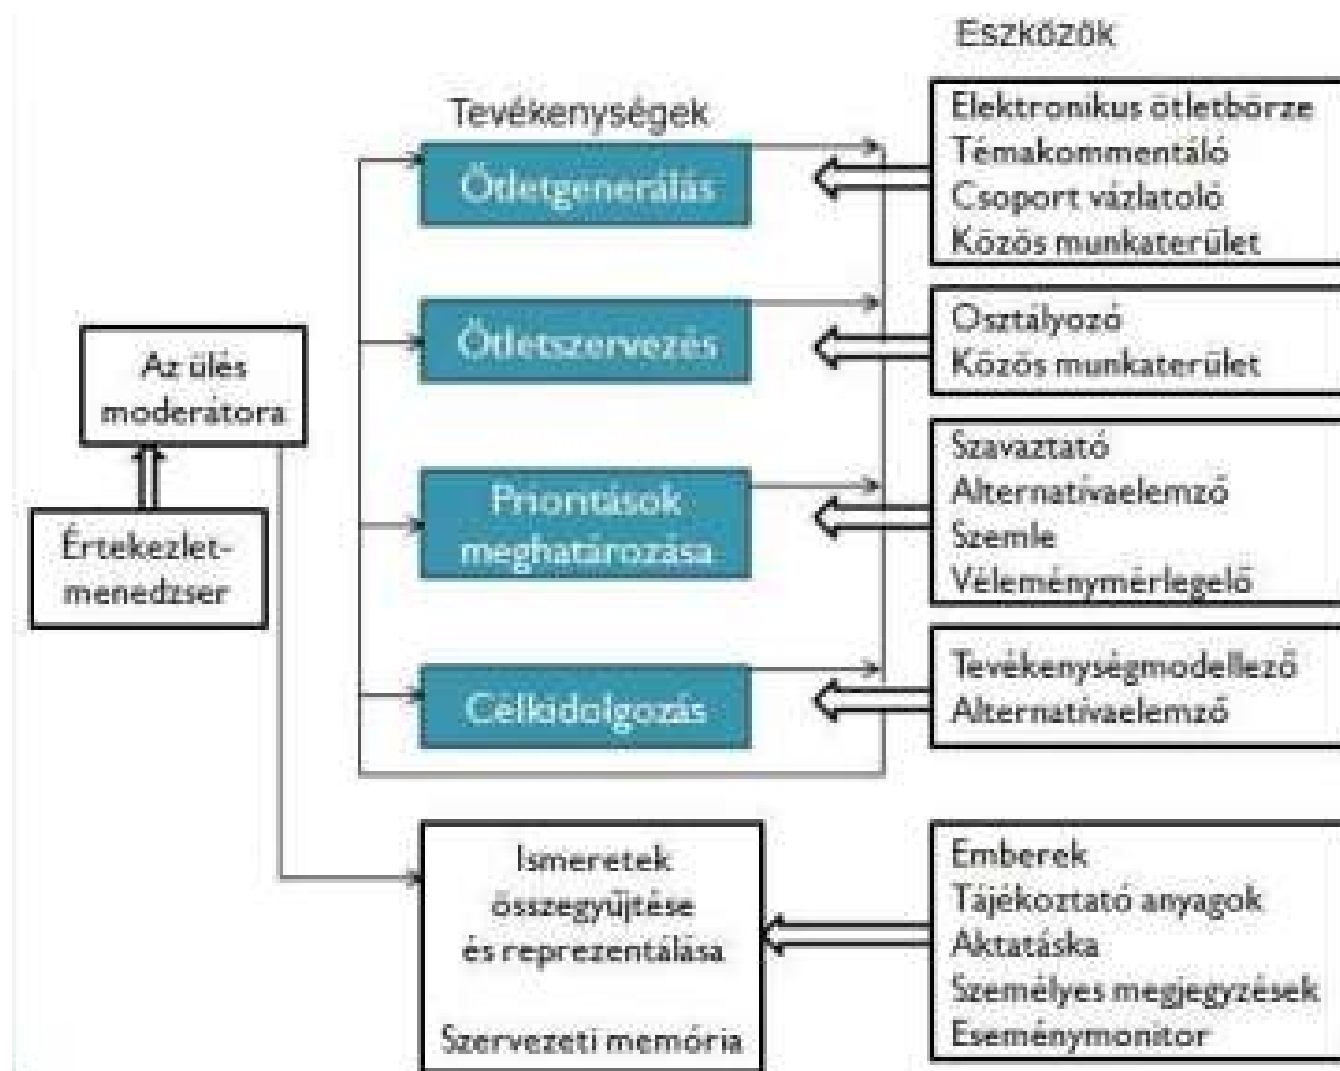 Eszközök
Tevékenységek
Elektronikus ötletbörze
Témakommentáló
Csoport vázlatoló
Közös munkaterület
Ötletgenerálás
Ötletszervezés
Osztályozó
Közös munkaterület
Az ülés
moderátora
Értekezlet-
menedzser
Prioritások
meghatározása
Szavaztató
Alternatívaelemző
Szemle
Véleménymérlegelő
Célkidolgozás
Tevékenységmodellező
Alternatívaelemző
Ismeretek
összegyűjtése
és reprezentálása
Szervezeti memória
Emberek
Tájékoztató anyagok
Aktatáska
Személyes megjegyzések
Eseménymonitor